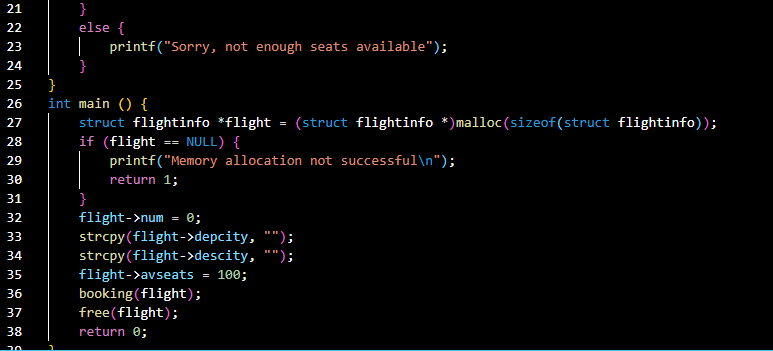 21 }
22 else {
23 printf("Sorry, not enough seats available");
24 }
25 }
26 int main () {
27 struct flightinfo *flight = (struct flightinfo *)malloc(sizeof(struct flightinfo));
28 if (flight == NULL) {
29 printf("Memory allocation not successful\n");
30 return 1;
31 }
32 flight->num = 0;
33 strcpy(flight->depcity, "");
34 strcpy(flight->descity, "");
35 flight->avseats = 100;
36 booking(flight);
37 free(flight);
38 return 0;